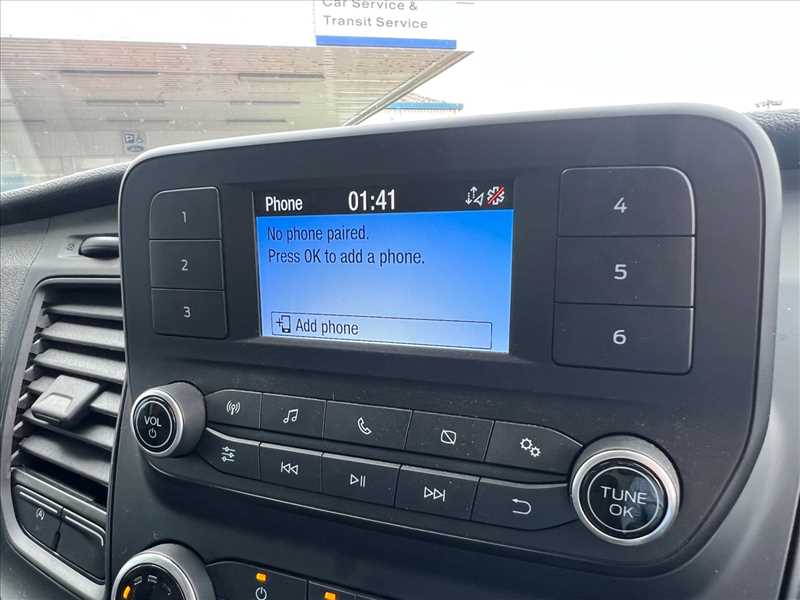 Car Service &
Transit Service
Phone 01:41
No phone paired.
Press OK to add a phone.
Add phone
1
2
3
4
5
6
VOL
TUNE
OK
A
P